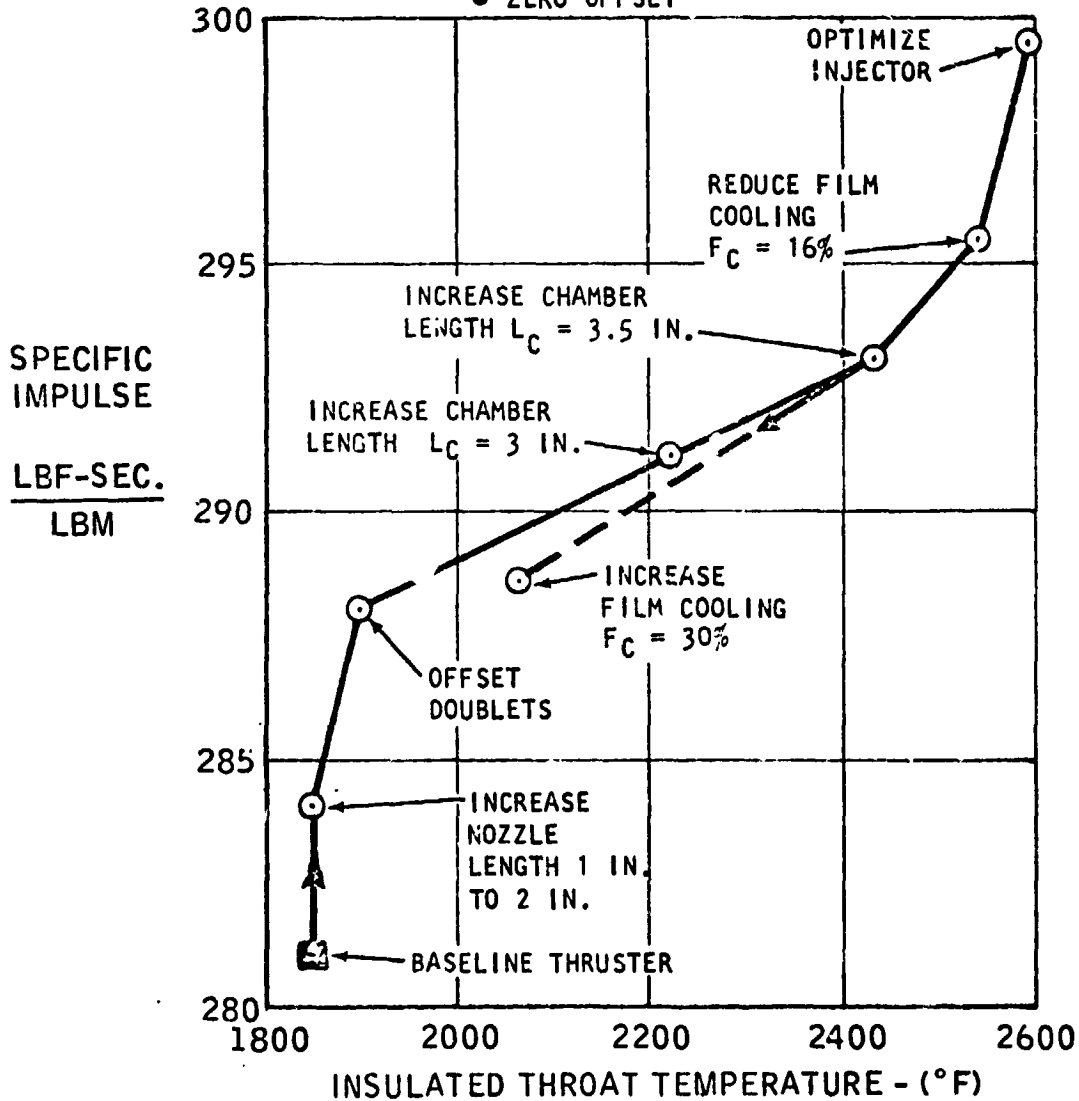 ● ZERO OFFSET
300
OPTIMIZE
INJECTOR
REDUCE FILM
COOLING
F_C = 16%
295
INCREASE CHAMBER
LENGTH L_C = 3.5 IN.
SPECIFIC
IMPULSE
INCREASE CHAMBER
LENGTH L_C = 3 IN.
LBF-SEC.
LBM
290
INCREASE
FILM COOLING
F_C = 30%
OFFSET
DOUBLETS
285
INCREASE
NOZZLE
LENGTH 1 IN.
TO 2 IN.
BASELINE THRUSTER
280
1800 2000 2200 2400 2600
INSULATED THROAT TEMPERATURE - (°F)